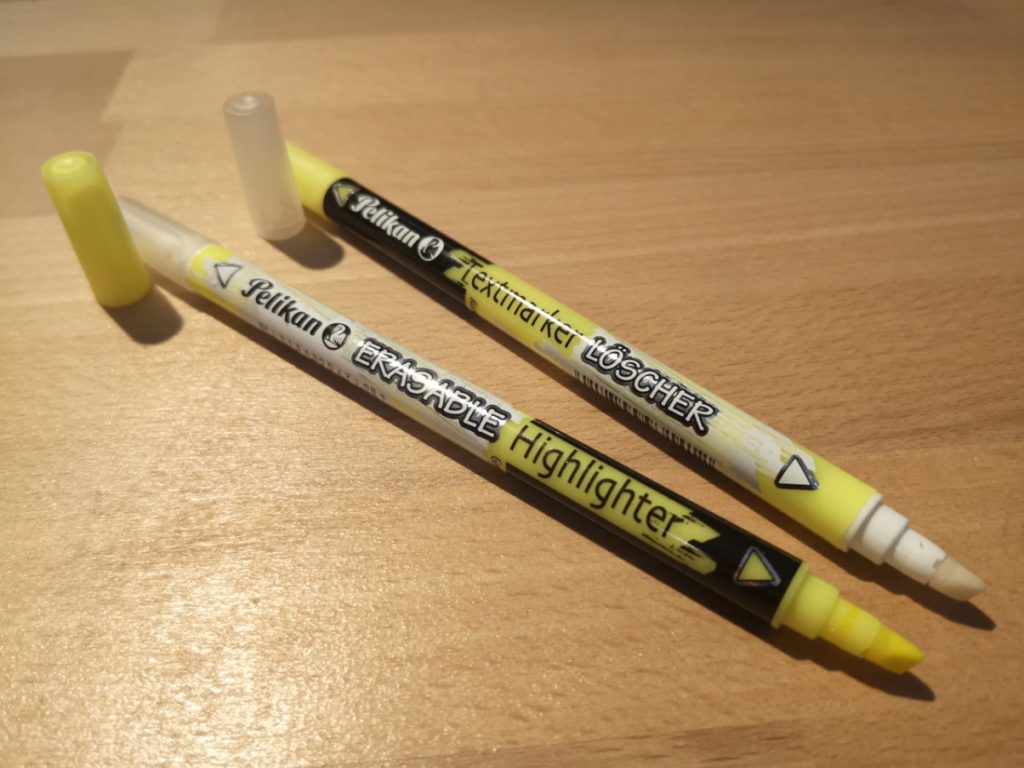 Pelikan
Textmarker LÖSCHER
Pelikan
ERASABLE Highlighter